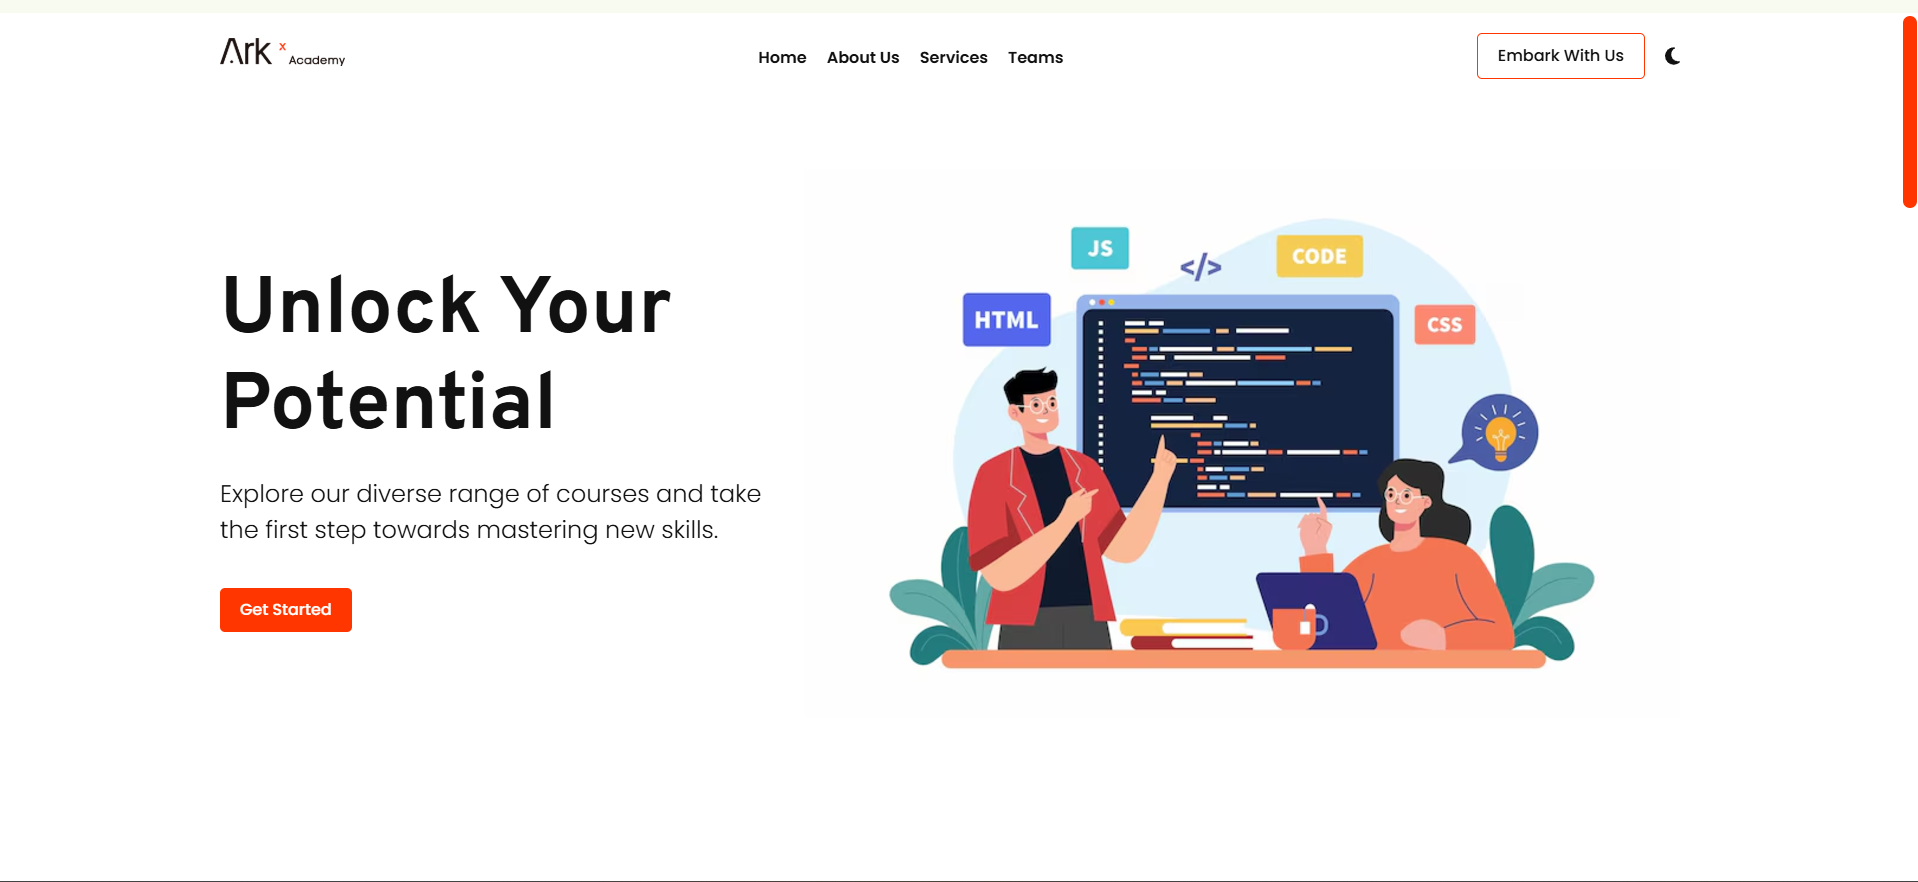 Ark x Academy
Home About Us Services Teams
Embark With Us
Unlock Your
Potential
Explore our diverse range of courses and take
the first step towards mastering new skills.
Get Started
JS
</>
CODE
HTML
CSS